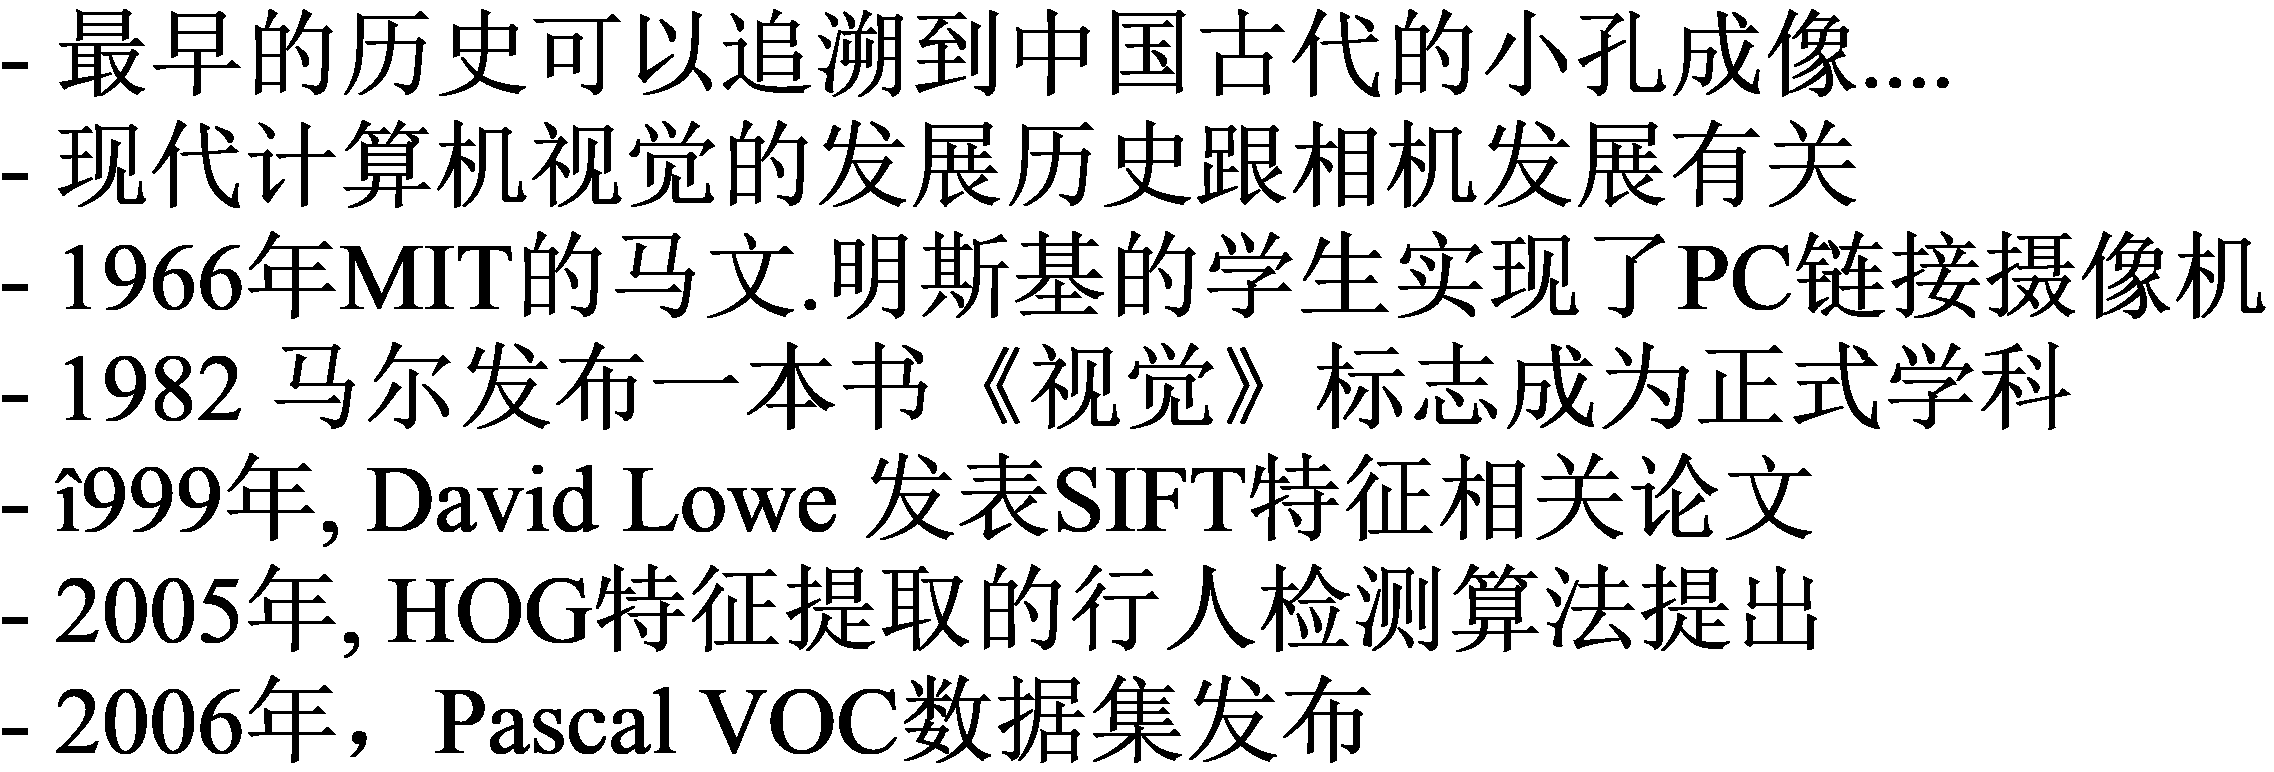 - 最早的历史可以追溯到中国古代的小孔成像....
- 现代计算机视觉的发展历史跟相机发展有关
- 1966年MIT的马文.明斯基的学生实现了PC链接摄像机
- 1982 马尔发布一本书《视觉》标志成为正式学科
- î999年, David Lowe 发表SIFT特征相关论文
- 2005年, HOG特征提取的行人检测算法提出
- 2006年，Pascal VOC数据集发布